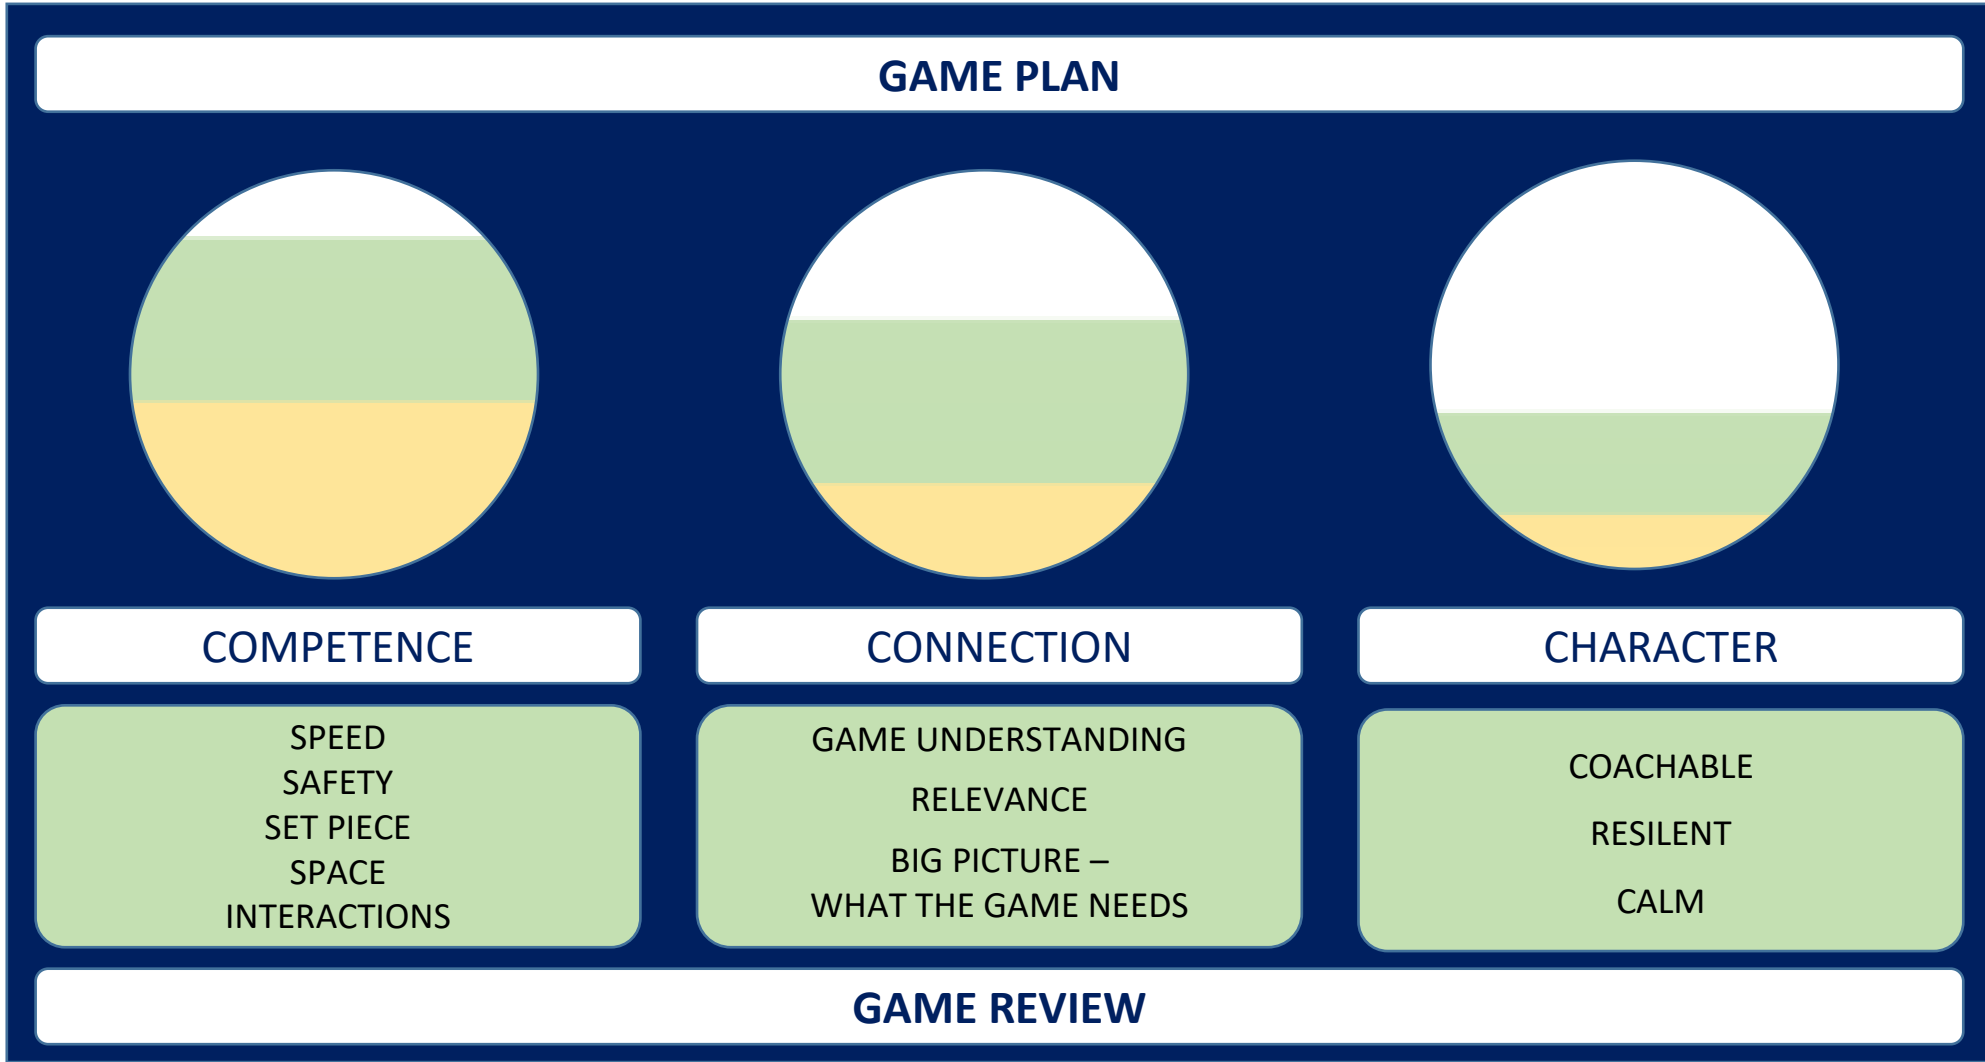 GAME PLAN
COMPETENCE
SPEED
SAFETY
SET PIECE
SPACE
INTERACTIONS
CONNECTION
GAME UNDERSTANDING
RELEVANCE
BIG PICTURE –
WHAT THE GAME NEEDS
CHARACTER
COACHABLE
RESILENT
CALM
GAME REVIEW